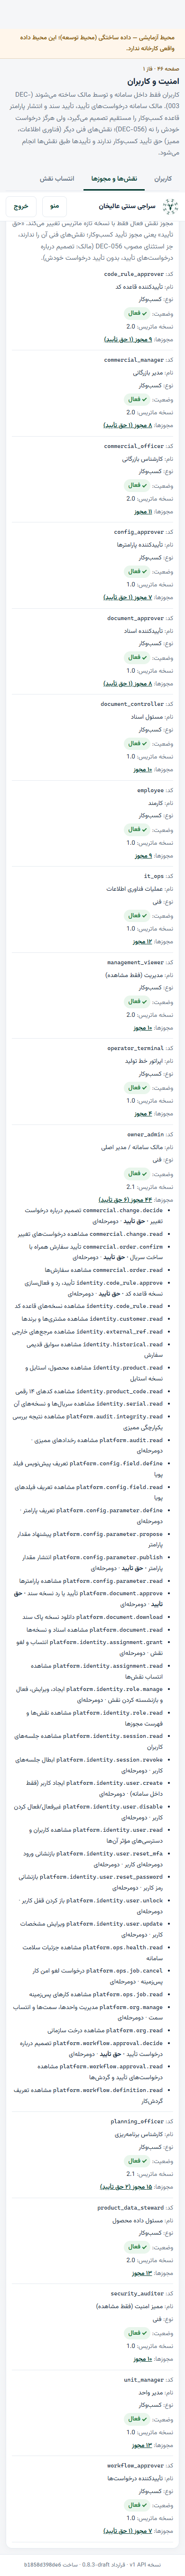 محیط آزمایشی — داده ساختگی (محیط توسعه)؛ این محیط داده
واقعی کارخانه ندارد.
صفحه ۴۶ · فاز ۱
امنیت و کاربران
کاربران فقط داخل سامانه و توسط مالک ساخته می‌شوند (DEC-
003). مالک سامانه درخواست‌های تأیید، تأیید سند و انتشار پارامتر
حساس را مستقیم تصمیم می‌گیرد، ولی هرگز درخواست
خودش را نه (DEC-056)؛ نقش‌های فنی دیگر (فناوری اطلاعات،
ممیز) حق تأیید کسب‌وکار ندارند و تأییدها طبق نقش‌ها انجام
می‌شود.
کاربران
نقش‌ها و مجوزها
انتساب نقش
سراجی سنتی عالیخان
منو
خروج
مجوز نقش فعال فقط با نسخه تازه ماتریس تغییر می‌کند. «حق
تأیید» یعنی مجوز تأیید کسب‌وکار؛ نقش‌های فنی آن را ندارند،
جز استثنای مصوب DEC-056 (مالک: تصمیم درباره
درخواست‌های تأیید، بدون تأیید درخواست خودش).
کد: code_rule_approver
نام: تأییدکننده قاعده کد
نوع: کسب‌وکار
وضعیت: ✓ فعال
نسخه ماتریس: 2.0
مجوزها: ۹ مجوز (۱ حق تأیید)
کد: commercial_manager
نام: مدیر بازرگانی
نوع: کسب‌وکار
وضعیت: ✓ فعال
نسخه ماتریس: 2.0
مجوزها: ۸ مجوز (۱ حق تأیید)
کد: commercial_officer
نام: کارشناس بازرگانی
نوع: کسب‌وکار
وضعیت: ✓ فعال
نسخه ماتریس: 2.0
مجوزها: ۱۱ مجوز
کد: config_approver
نام: تأییدکننده پارامترها
نوع: کسب‌وکار
وضعیت: ✓ فعال
نسخه ماتریس: 1.0
مجوزها: ۷ مجوز (۱ حق تأیید)
کد: document_approver
نام: تأییدکننده اسناد
نوع: کسب‌وکار
وضعیت: ✓ فعال
نسخه ماتریس: 1.0
مجوزها: ۸ مجوز (۱ حق تأیید)
کد: document_controller
نام: مسئول اسناد
نوع: کسب‌وکار
وضعیت: ✓ فعال
نسخه ماتریس: 1.0
مجوزها: ۱۰ مجوز
کد: employee
نام: کارمند
نوع: کسب‌وکار
وضعیت: ✓ فعال
نسخه ماتریس: 1.0
مجوزها: ۹ مجوز
کد: it_ops
نام: عملیات فناوری اطلاعات
نوع: فنی
وضعیت: ✓ فعال
نسخه ماتریس: 1.0
مجوزها: ۱۲ مجوز
کد: management_viewer
نام: مدیریت (فقط مشاهده)
نوع: کسب‌وکار
وضعیت: ✓ فعال
نسخه ماتریس: 2.0
مجوزها: ۱۰ مجوز
کد: operator_terminal
نام: اپراتور خط تولید
نوع: کسب‌وکار
وضعیت: ✓ فعال
نسخه ماتریس: 1.0
مجوزها: ۴ مجوز
کد: owner_admin
نام: مالک سامانه / مدیر اصلی
نوع: فنی
وضعیت: ✓ فعال
نسخه ماتریس: 2.1
مجوزها: ۴۴ مجوز (۶ حق تأیید)
commercial.change.decide تصمیم درباره درخواست
تغییر · حق تأیید · دومرحله‌ای
commercial.change.read مشاهده درخواست‌های تغییر
commercial.order.confirm تأیید سفارش همراه با
ساخت سریال · حق تأیید · دومرحله‌ای
commercial.order.read مشاهده سفارش‌ها
identity.code_rule.approve تأیید، رد و فعال‌سازی
نسخه قاعده کد · حق تأیید · دومرحله‌ای
identity.code_rule.read مشاهده نسخه‌های قاعده کد
identity.customer.read مشاهده مشتری‌ها و برندها
identity.external_ref.read مشاهده مرجع‌های خارجی
identity.historical.read مشاهده سوابق قدیمی
سفارش
identity.product.read مشاهده محصول، استایل و
نسخه استایل
identity.product_code.read مشاهده کدهای ۱۴ رقمی
identity.serial.read مشاهده سریال‌ها و شناسه‌های آن
platform.audit.integrity.read مشاهده نتیجه بررسی
یکپارچگی ممیزی
platform.audit.read مشاهده رخدادهای ممیزی ·
دومرحله‌ای
platform.config.field.define تعریف پیش‌نویس فیلد
پویا
platform.config.field.read مشاهده تعریف فیلدهای
پویا
platform.config.parameter.define تعریف پارامتر ·
دومرحله‌ای
platform.config.parameter.propose پیشنهاد مقدار
پارامتر
platform.config.parameter.publish انتشار مقدار
پارامتر · حق تأیید · دومرحله‌ای
platform.config.parameter.read مشاهده پارامترها
platform.document.approve تأیید یا رد نسخه سند · حق
تأیید · دومرحله‌ای
platform.document.download دانلود نسخه پاک سند
platform.document.read مشاهده اسناد و نسخه‌ها
platform.identity.assignment.grant انتساب و لغو
نقش · دومرحله‌ای
platform.identity.assignment.read مشاهده
انتساب نقش‌ها
platform.identity.role.manage ایجاد، ویرایش، فعال
و بازنشسته کردن نقش · دومرحله‌ای
platform.identity.role.read مشاهده نقش‌ها و
فهرست مجوزها
platform.identity.session.read مشاهده جلسه‌های
کاربران
platform.identity.session.revoke ابطال جلسه‌های
کاربر · دومرحله‌ای
platform.identity.user.create ایجاد کاربر (فقط
داخل سامانه) · دومرحله‌ای
platform.identity.user.disable غیرفعال/فعال کردن
کاربر · دومرحله‌ای
platform.identity.user.read مشاهده کاربران و
دسترسی‌های مؤثر آن‌ها
platform.identity.user.reset_mfa بازنشانی ورود
دومرحله‌ای کاربر · دومرحله‌ای
platform.identity.user.reset_password بازنشانی
رمز کاربر · دومرحله‌ای
platform.identity.user.unlock باز کردن قفل کاربر ·
دومرحله‌ای
platform.identity.user.update ویرایش مشخصات
کاربر · دومرحله‌ای
platform.ops.health.read مشاهده جزئیات سلامت
سامانه
platform.ops.job.cancel درخواست لغو امن کار
پس‌زمینه · دومرحله‌ای
platform.ops.job.read مشاهده کارهای پس‌زمینه
platform.org.manage مدیریت واحدها، سمت‌ها و انتساب
سمت · دومرحله‌ای
platform.org.read مشاهده درخت سازمانی
platform.workflow.approval.decide تصمیم درباره
درخواست تأیید · حق تأیید · دومرحله‌ای
platform.workflow.approval.read مشاهده
درخواست‌های تأیید و گردش‌ها
platform.workflow.definition.read مشاهده تعریف
گردش‌کار
کد: planning_officer
نام: کارشناس برنامه‌ریزی
نوع: کسب‌وکار
وضعیت: ✓ فعال
نسخه ماتریس: 2.1
مجوزها: ۱۵ مجوز (۲ حق تأیید)
کد: product_data_steward
نام: مسئول داده محصول
نوع: کسب‌وکار
وضعیت: ✓ فعال
نسخه ماتریس: 2.0
مجوزها: ۱۳ مجوز
کد: security_auditor
نام: ممیز امنیت (فقط مشاهده)
نوع: فنی
وضعیت: ✓ فعال
نسخه ماتریس: 1.0
مجوزها: ۱۰ مجوز
کد: unit_manager
نام: مدیر واحد
نوع: کسب‌وکار
وضعیت: ✓ فعال
نسخه ماتریس: 1.0
مجوزها: ۱۳ مجوز
کد: workflow_approver
نام: تأییدکننده درخواست‌ها
نوع: کسب‌وکار
وضعیت: ✓ فعال
نسخه ماتریس: 1.0
مجوزها: ۷ مجوز (۱ حق تأیید)
نسخه API v1 · قرارداد 0.8.3-draft · ساخت